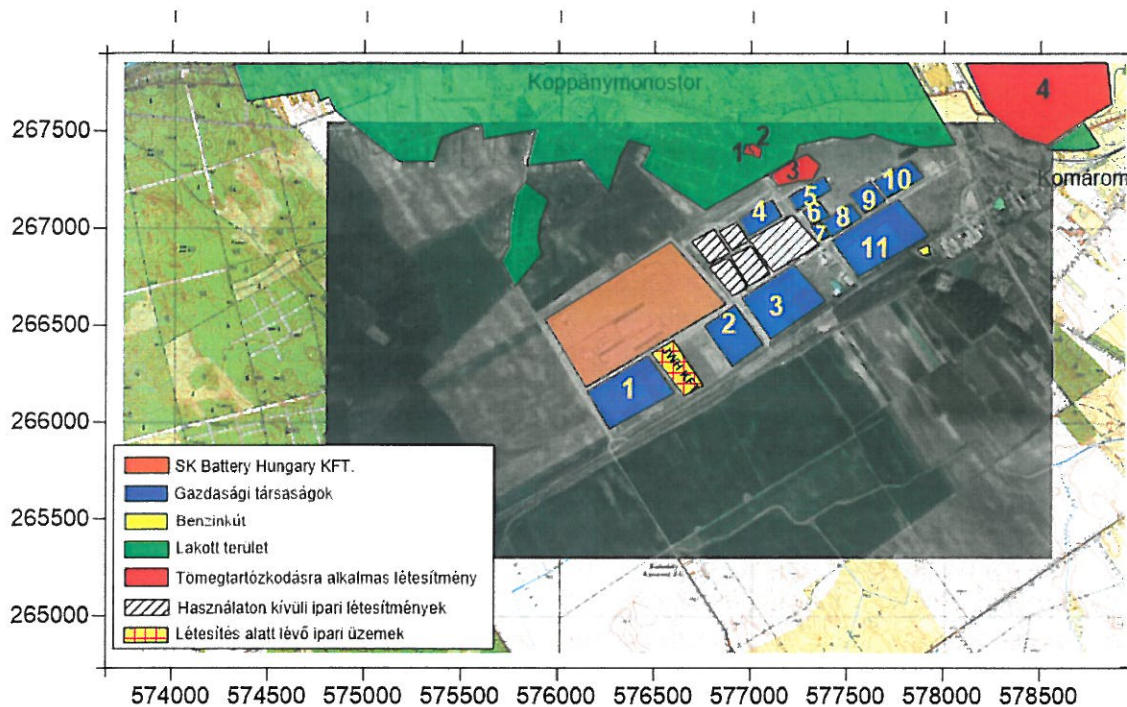 Koppánymonostor
4
267500
2
1
3
Komárom
10
5
9
4
6
8
267000
7
11
3
266500
2
JWH KF
1
266000
SK Battery Hungary KFT.
Gazdasági társaságok
265500
Benzinkút
Lakott terület
Tömegtartózkodásra alkalmas létesítmény
Használaton kívüli ipari létesítmények
265000
Létesítés alatt lévő ipari üzemek
574000 574500 575000 575500 576000 576500 577000 577500 578000 578500